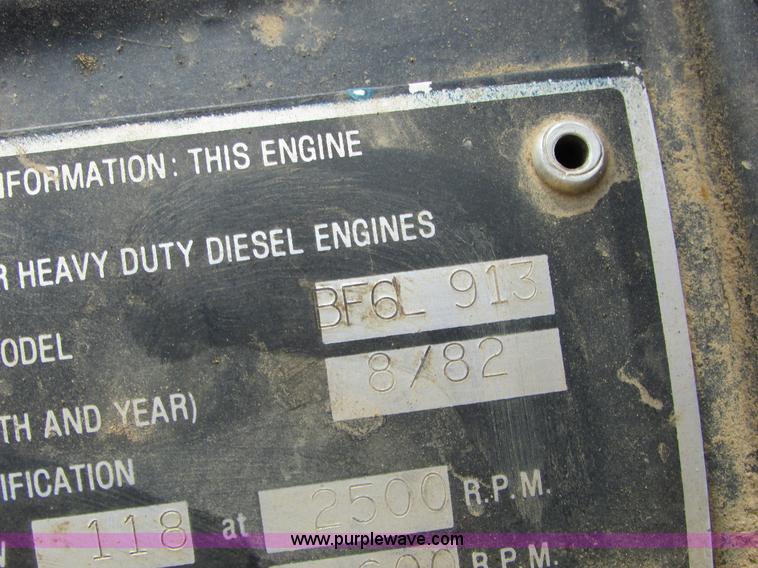 NFORMATION: THIS ENGINE
R HEAVY DUTY DIESEL ENGINES
ODEL BF6L 913
TH AND YEAR) 8/82
IFICATION
118 at 2500 R.P.M.
www.purplewave.com
600 R.P.M.